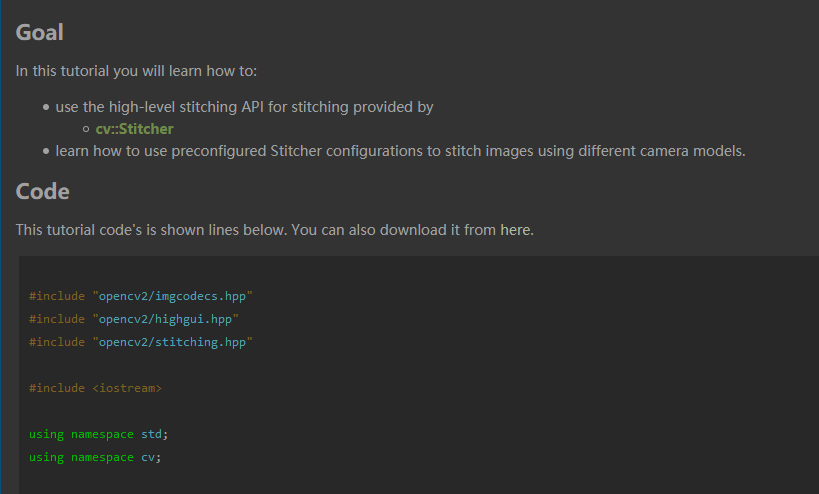 Goal
In this tutorial you will learn how to:
use the high-level stitching API for stitching provided by
cv::Stitcher
learn how to use preconfigured Stitcher configurations to stitch images using different camera models.
Code
This tutorial code's is shown lines below. You can also download it from here.
#include "opencv2/imgcodecs.hpp"
#include "opencv2/highgui.hpp"
#include "opencv2/stitching.hpp"
#include <iostream>
using namespace std;
using namespace cv;